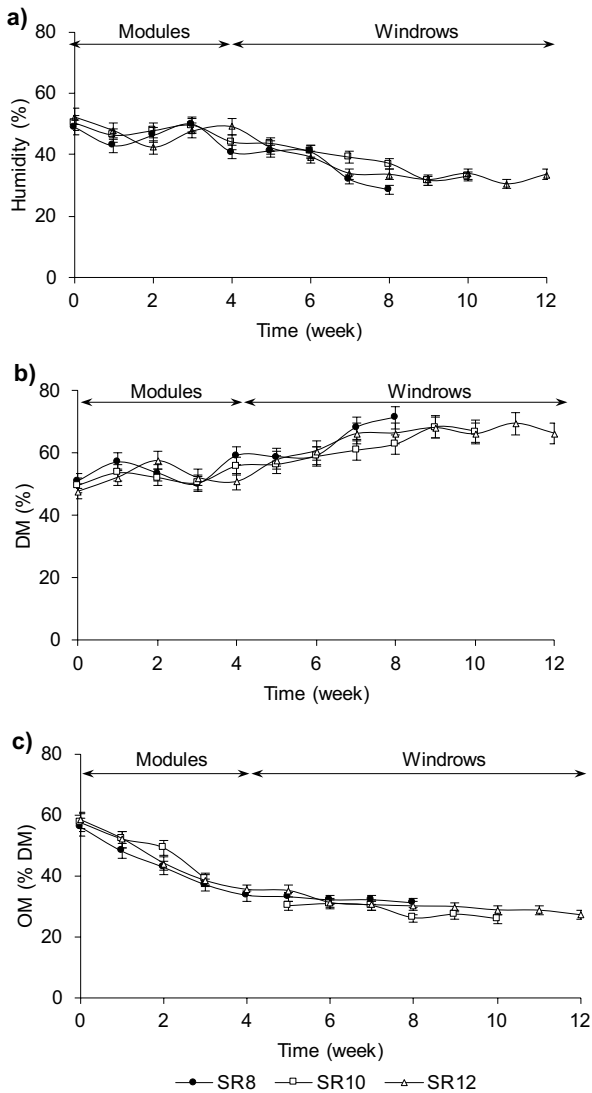 a)
80
Modules
Windrows
60
40
20
0
Humidity (%)
0 2 4 6 8 10 12
Time (week)
b)
80
Modules
Windrows
60
40
20
0
DM (%)
0 2 4 6 8 10 12
Time (week)
c)
80
Modules
Windrows
60
40
20
0
OM (% DM)
0 2 4 6 8 10 12
Time (week)
SR8 SR10 SR12